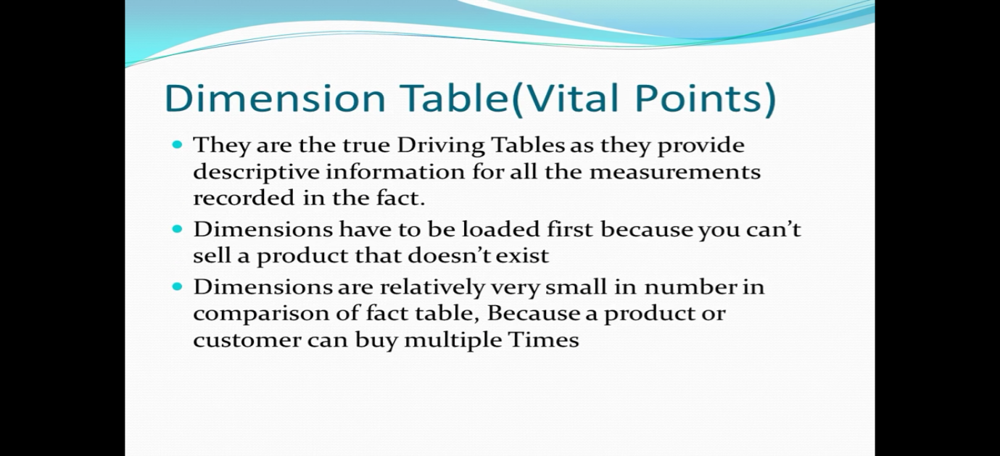 Dimension Table(Vital Points)
They are the true Driving Tables as they provide
descriptive information for all the measurements
recorded in the fact.
Dimensions have to be loaded first because you can’t
sell a product that doesn’t exist
Dimensions are relatively very small in number in
comparison of fact table, Because a product or
customer can buy multiple Times